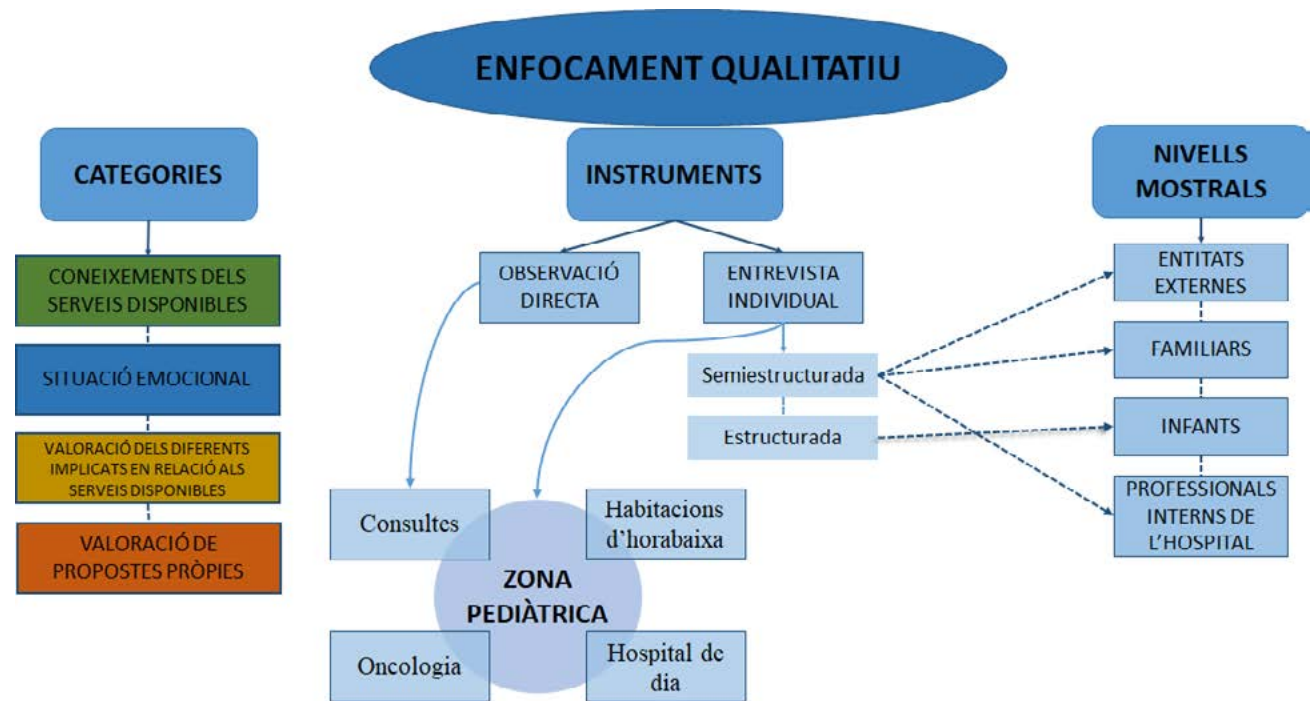 ENFOCAMENT QUALITATIU
CATEGORIES
CONEIXEMENTS DELS
SERVEIS DISPONIBLES
SITUACIÓ EMOCIONAL
VALORACIÓ DELS DIFERENTS
IMPLICATS EN RELACIÓ ALS
SERVEIS DISPONIBLES
VALORACIÓ DE
PROPOSTES PRÒPIES
INSTRUMENTS
OBSERVACIÓ
DIRECTA
ENTREVISTA
INDIVIDUAL
Semiestructurada
Estructurada
Consultes
Habitacions
d'horabaixa
ZONA
PEDIÀTRICA
Oncologia
Hospital de
dia
NIVELLS
MOSTRALS
ENTITATS
EXTERNES
FAMILIARS
INFANTS
PROFESSIONALS
INTERNS DE
L'HOSPITAL